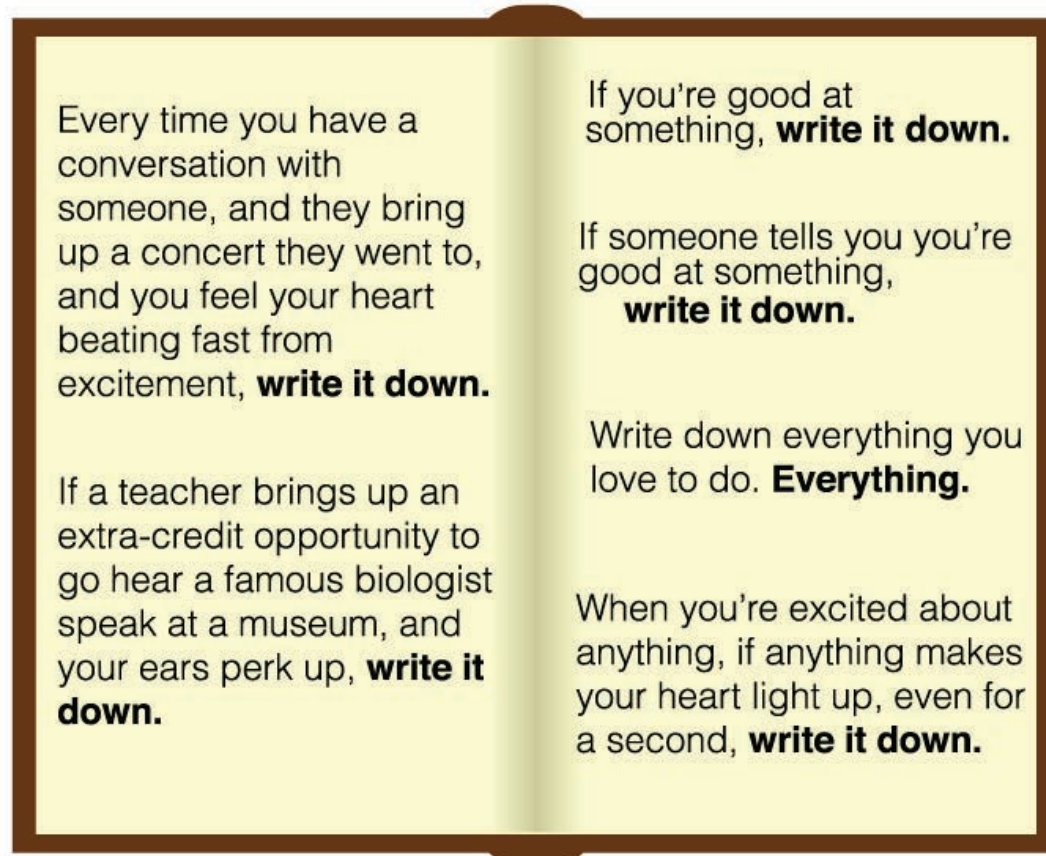 Every time you have a
conversation with
someone, and they bring
up a concert they went to,
and you feel your heart
beating fast from
excitement, write it down.
If a teacher brings up an
extra-credit opportunity to
go hear a famous biologist
speak at a museum, and
your ears perk up, write it
down.
If you're good at
something, write it down.
If someone tells you you're
good at something,
write it down.
Write down everything you
love to do. Everything.
When you're excited about
anything, if anything makes
your heart light up, even for
a second, write it down.